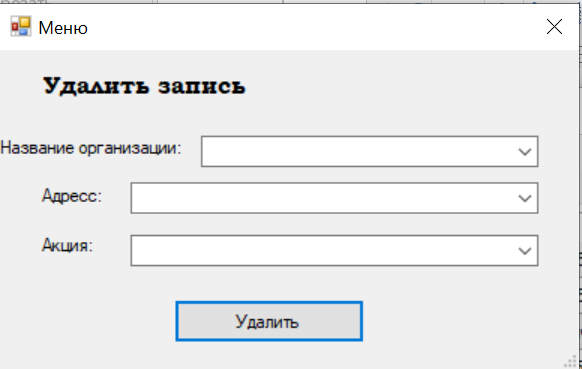 Меню
Удалить запись
Название организации:
Адресс:
Акция:
Удалить